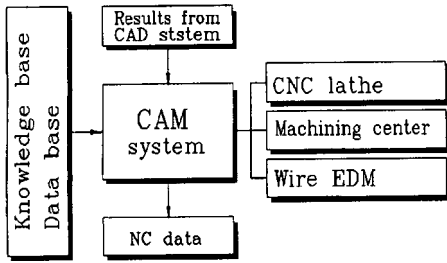 Results from
CAD ststem
Knowledge base
Data base
CAM
system
CNC lathe
Machining center
Wire EDM
NC data